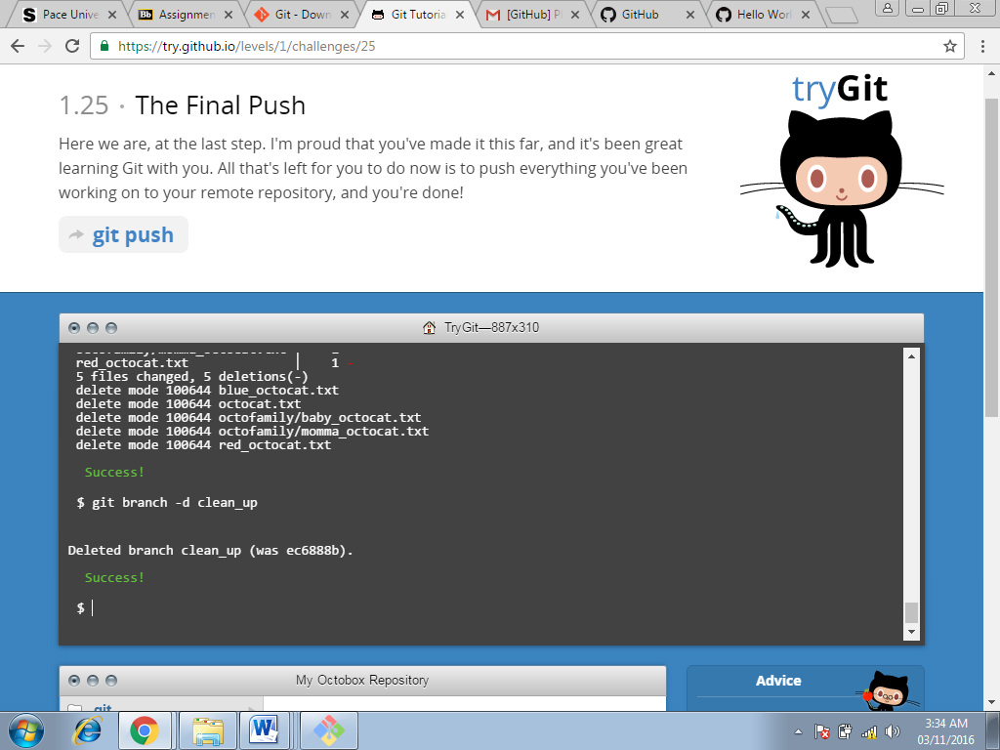 Pace Unive
Assignmen
Git - Down
Git Tutoria
[GitHub] P
GitHub
Hello Worl
https://try.github.io/levels/1/challenges/25
1.25 · The Final Push
tryGit
Here we are, at the last step. I'm proud that you've made it this far, and it's been great
learning Git with you. All that's left for you to do now is to push everything you've been
working on to your remote repository, and you're done!
git push
TryGit—887x310
red_octocat.txt | 1 -
5 files changed, 5 deletions(-)
delete mode 100644 blue_octocat.txt
delete mode 100644 octocat.txt
delete mode 100644 octofamily/baby_octocat.txt
delete mode 100644 octofamily/momma_octocat.txt
delete mode 100644 red_octocat.txt
Success!
$ git branch -d clean_up
Deleted branch clean_up (was ec6888b).
Success!
$
My Octobox Repository
Advice
.git
3:34 AM
03/11/2016